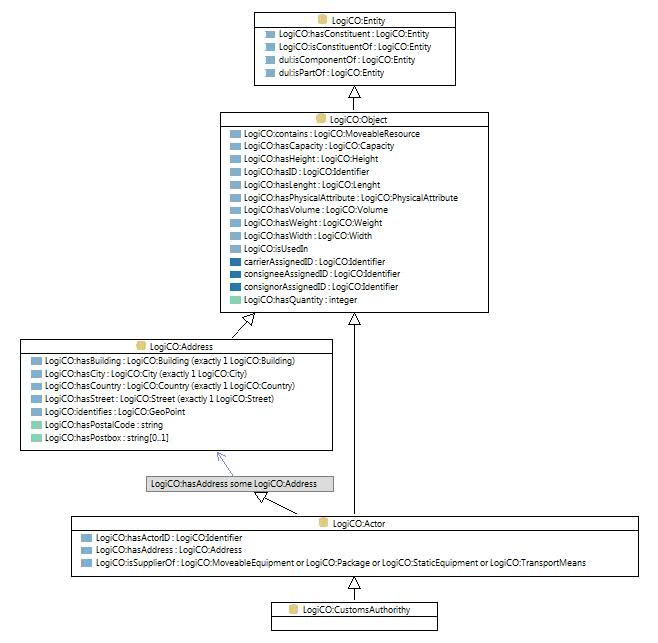 LogiCO:Entity
LogiCO:hasConstituent : LogiCO:Entity
LogiCO:isConstituentOf : LogiCO:Entity
dul:isComponentOf : LogiCO:Entity
dul:isPartOf : LogiCO:Entity
LogiCO:Object
LogiCO:contains : LogiCO:MoveableResource
LogiCO:hasCapacity : LogiCO:Capacity
LogiCO:hasHeight : LogiCO:Height
LogiCO:hasID : LogiCO:Identifier
LogiCO:hasLenght : LogiCO:Lenght
LogiCO:hasPhysicalAttribute : LogiCO:PhysicalAttribute
LogiCO:hasVolume : LogiCO:Volume
LogiCO:hasWeight : LogiCO:Weight
LogiCO:hasWidth : LogiCO:Width
LogiCO:isUsedIn
carrierAssignedID : LogiCO:Identifier
consigneeAssignedID : LogiCO:Identifier
consignorAssignedID : LogiCO:Identifier
LogiCO:hasQuantity : integer
LogiCO:Address
LogiCO:hasBuilding : LogiCO:Building (exactly 1 LogiCO:Building)
LogiCO:hasCity : LogiCO:City (exactly 1 LogiCO:City)
LogiCO:hasCountry : LogiCO:Country (exactly 1 LogiCO:Country)
LogiCO:hasStreet : LogiCO:Street (exactly 1 LogiCO:Street)
LogiCO:identifies : LogiCO:GeoPoint
LogiCO:hasPostalCode : string
LogiCO:hasPostbox : string[0..1]
LogiCO:hasAddress some LogiCO:Address
LogiCO:Actor
LogiCO:hasActorID : LogiCO:Identifier
LogiCO:hasAddress : LogiCO:Address
LogiCO:isSupplierOf : LogiCO:MoveableEquipment or LogiCO:Package or LogiCO:StaticEquipment or LogiCO:TransportMeans
LogiCO:CustomsAuthorithy